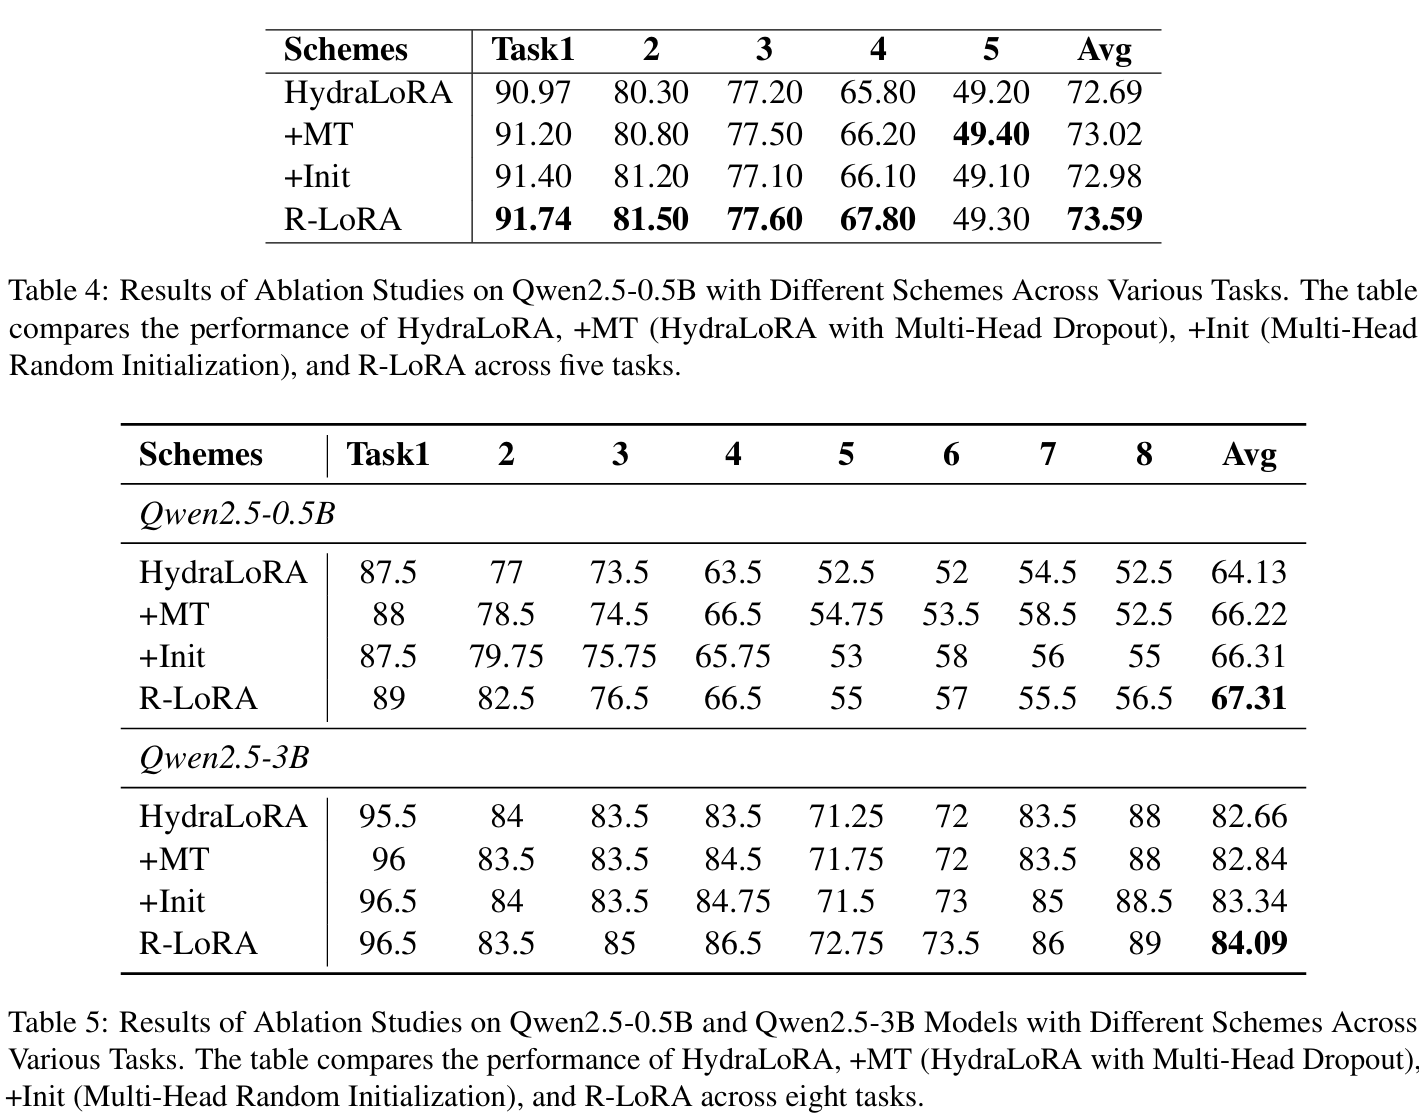 Schemes Task1 2 3 4 5 Avg
HydraLoRA 90.97 80.30 77.20 65.80 49.20 72.69
+MT 91.20 80.80 77.50 66.20 49.40 73.02
+Init 91.40 81.20 77.10 66.10 49.10 72.98
R-LoRA 91.74 81.50 77.60 67.80 49.30 73.59
Table 4: Results of Ablation Studies on Qwen2.5-0.5B with Different Schemes Across Various Tasks. The table
compares the performance of HydraLoRA, +MT (HydraLoRA with Multi-Head Dropout), +Init (Multi-Head
Random Initialization), and R-LoRA across five tasks.
Schemes Task1 2 3 4 5 6 7 8 Avg
Qwen2.5-0.5B
HydraLoRA 87.5 77 73.5 63.5 52.5 52 54.5 52.5 64.13
+MT 88 78.5 74.5 66.5 54.75 53.5 58.5 52.5 66.22
+Init 87.5 79.75 75.75 65.75 53 58 56 55 66.31
R-LoRA 89 82.5 76.5 66.5 55 57 55.5 56.5 67.31
Qwen2.5-3B
HydraLoRA 95.5 84 83.5 83.5 71.25 72 83.5 88 82.66
+MT 96 83.5 83.5 84.5 71.75 72 83.5 88 82.84
+Init 96.5 84 83.5 84.75 71.5 73 85 88.5 83.34
R-LoRA 96.5 83.5 85 86.5 72.75 73.5 86 89 84.09
Table 5: Results of Ablation Studies on Qwen2.5-0.5B and Qwen2.5-3B Models with Different Schemes Across
Various Tasks. The table compares the performance of HydraLoRA, +MT (HydraLoRA with Multi-Head Dropout),
+Init (Multi-Head Random Initialization), and R-LoRA across eight tasks.